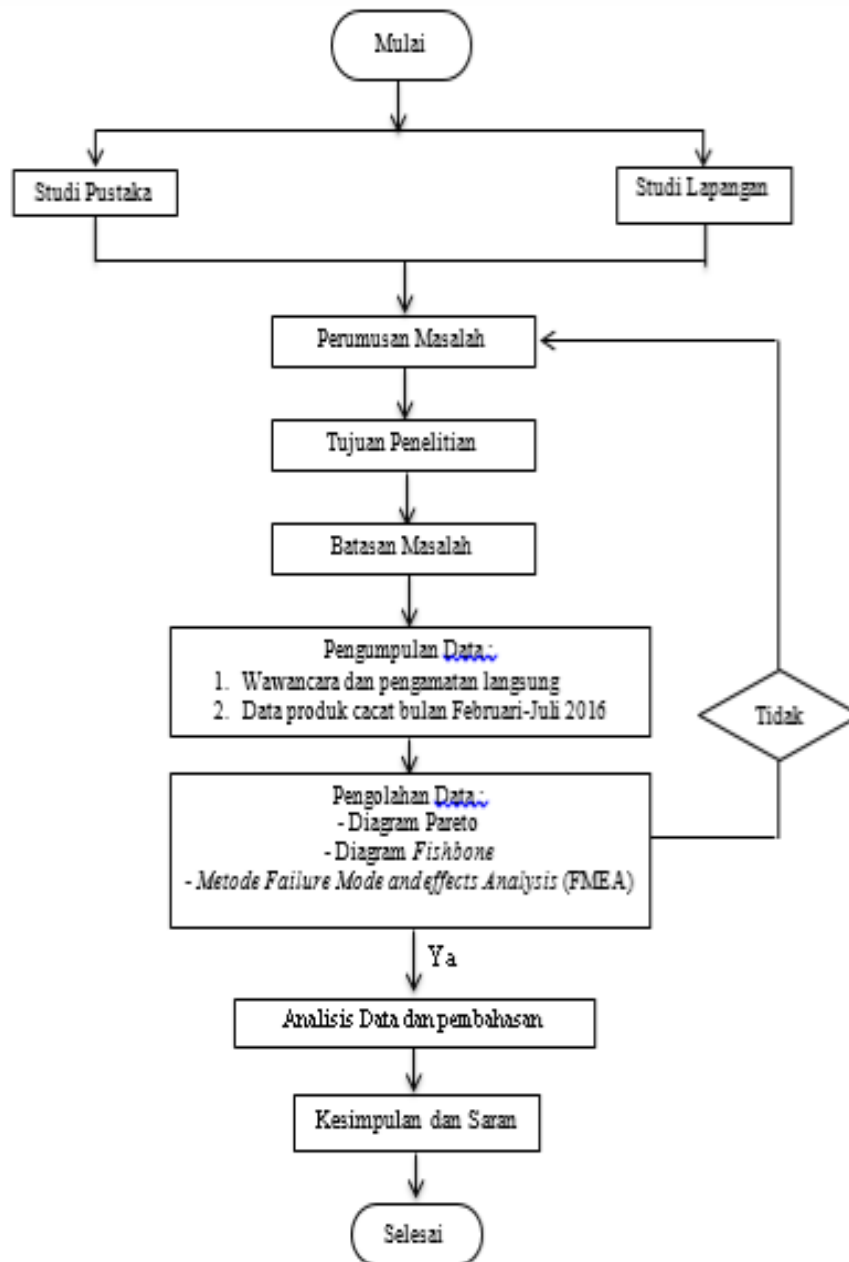 Mulai
Studi Pustaka
Studi Lapangan
Perumusan Masalah
Tujuan Penelitian
Batasan Masalah
Pengumpulan Data :
1. Wawancara dan pengamatan langsung
2. Data produk cacat bulan Februari-Juli 2016
Tidak
Pengolahan Data :
- Diagram Pareto
- Diagram Fishbone
- Metode Failure Mode and effects Analysis (FMEA)
Ya
Analisis Data dan pembahasan
Kesimpulan dan Saran
Selesai